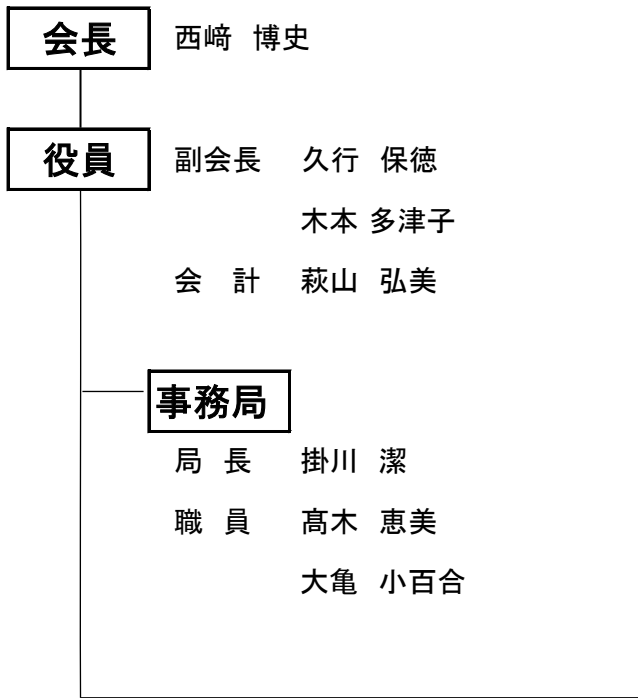 会長 西﨑 博史
役員 副会長 久行 保徳
木本 多津子
会 計 萩山 弘美
事務局
局 長 掛川 潔
職 員 髙木 恵美
大亀 小百合